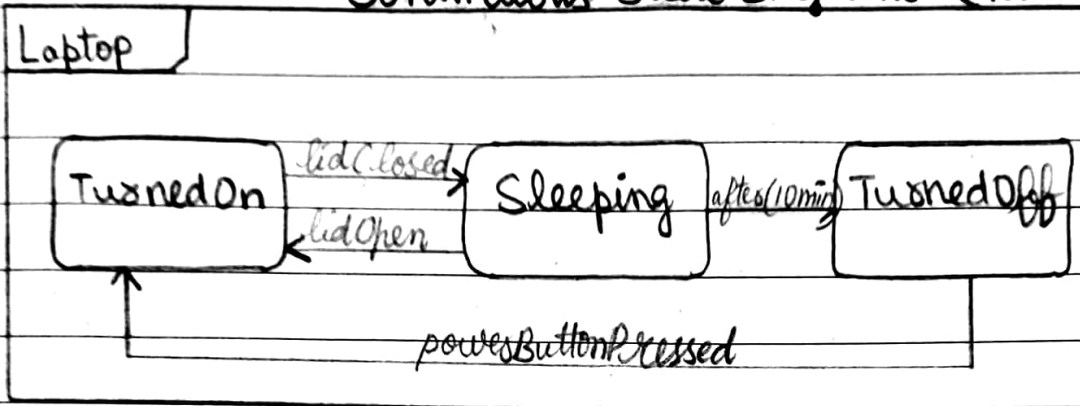 Laptop
TurnedOn
lidClosed
lidOpen
Sleeping
after(10min)
TurnedOff
powerButtonPressed